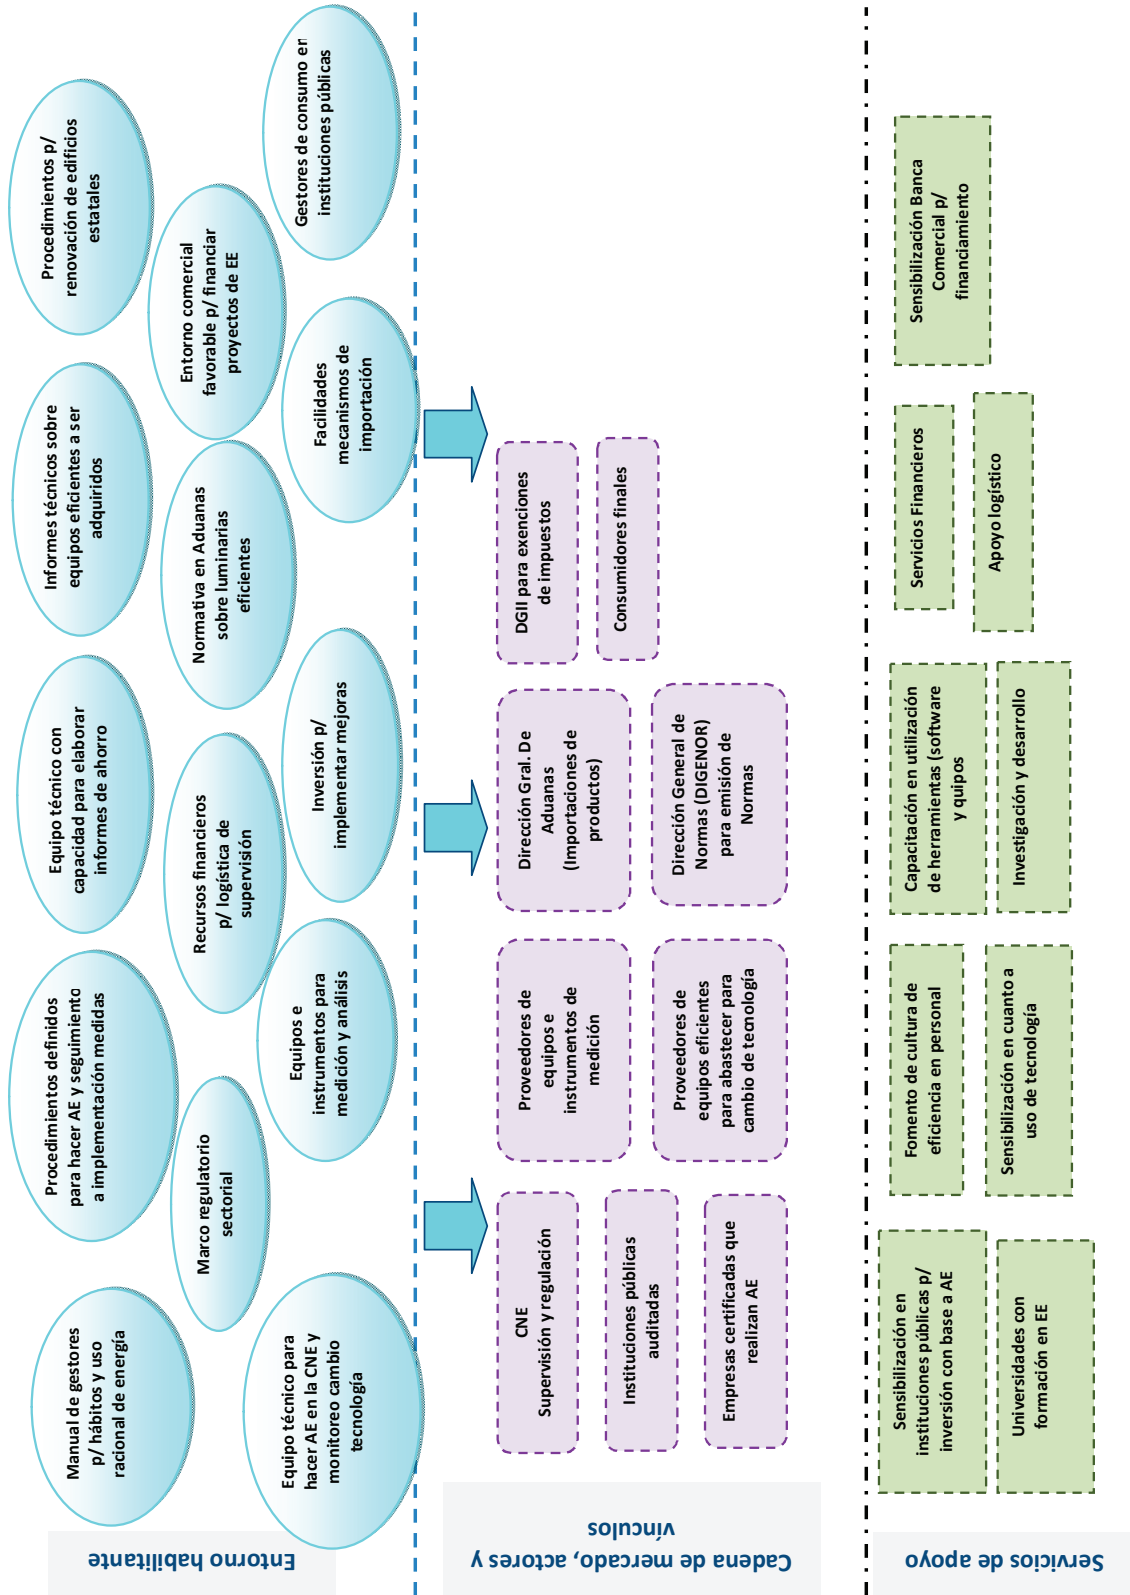 Entorno habilitante
Manual de gestores
p/ hábitos y uso
racional de energía
Procedimientos definidos
para hacer AE y seguimiento
a implementación medidas
Equipo técnico con
capacidad para elaborar
informes de ahorro
Informes técnicos sobre
equipos eficientes a ser
adquiridos
Procedimientos p/
renovación de edificios
estatales
Marco regulatorio
sectorial
Recursos financieros
p/ logística de
supervisión
Normativa en Aduanas
sobre luminarias
eficientes
Entorno comercial
favorable p/ financiar
proyectos de EE
Equipo técnico para
hacer AE en la CNE y
monitoreo cambio
tecnología
Equipos e
instrumentos para
medición y análisis
Inversión p/
implementar mejoras
Facilidades
mecanismos de
importación
Gestores de consumo en
instituciones públicas
Cadena de mercado, actores y
vínculos
CNE
Supervisión y regulación
Instituciones públicas
auditadas
Empresas certificadas que
realizan AE
Proveedores de
equipos e
instrumentos de
medición
Proveedores de
equipos eficientes
para abastecer para
cambio de tecnología
Dirección Gral. De
Aduanas
(Importaciones de
productos)
Dirección General de
Normas (DIGENOR)
para emisión de
Normas
DGII para exenciones
de impuestos
Consumidores finales
Servicios de apoyo
Sensibilización en
instituciones públicas p/
inversión con base a AE
Universidades con
formación en EE
Fomento de cultura de
eficiencia en personal
Sensibilización en cuanto a
uso de tecnología
Capacitación en utilización
de herramientas (software
y quipos
Investigación y desarrollo
Servicios Financieros
Apoyo logístico
Sensibilización Banca
Comercial p/
financiamiento